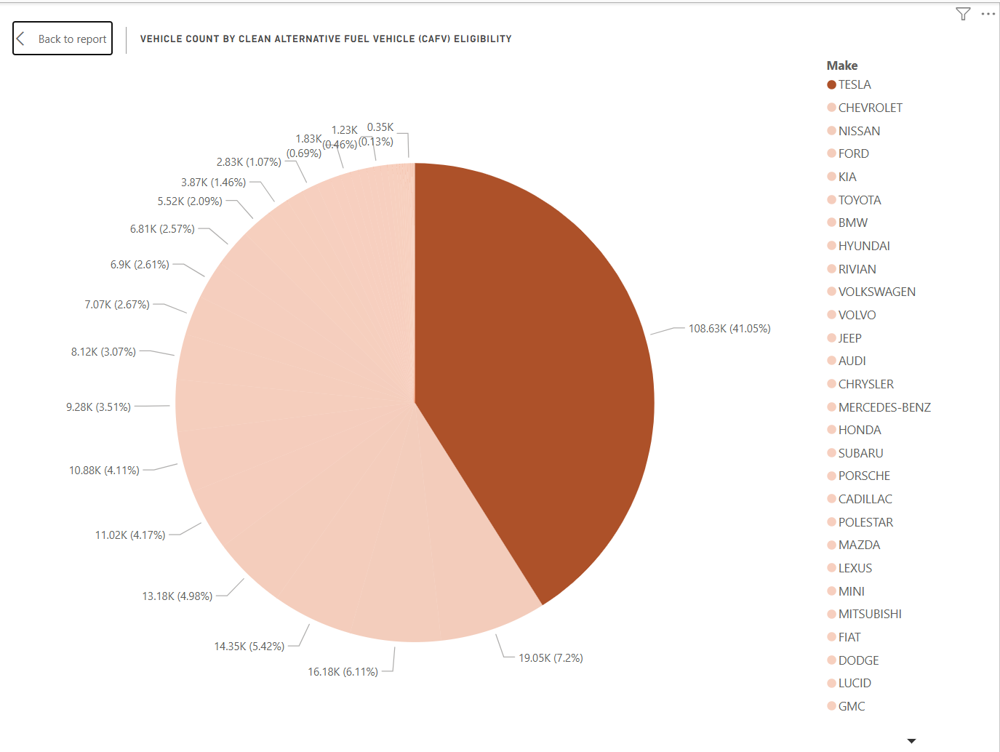 Back to report
VEHICLE COUNT BY CLEAN ALTERNATIVE FUEL VEHICLE (CAFV) ELIGIBILITY
Make
TESLA
CHEVROLET
NISSAN
FORD
KIA
TOYOTA
BMW
HYUNDAI
RIVIAN
VOLKSWAGEN
VOLVO
JEEP
AUDI
CHRYSLER
MERCEDES-BENZ
HONDA
SUBARU
PORSCHE
CADILLAC
POLESTAR
MAZDA
LEXUS
MINI
MITSUBISHI
FIAT
DODGE
LUCID
GMC
108.63K (41.05%)
19.05K (7.2%)
16.18K (6.11%)
14.35K (5.42%)
13.18K (4.98%)
11.02K (4.17%)
10.88K (4.11%)
9.28K (3.51%)
8.12K (3.07%)
7.07K (2.67%)
6.9K (2.61%)
6.81K (2.57%)
5.52K (2.09%)
3.87K (1.46%)
2.83K (1.07%)
1.83K
(0.69%)
1.23K
(0.46%)
0.35K
(0.13%)